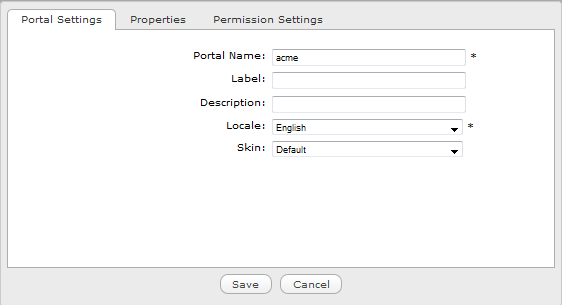 Portal Settings Properties Permission Settings
Portal Name: acme *
Label:
Description:
Locale: English *
Skin: Default
Save Cancel